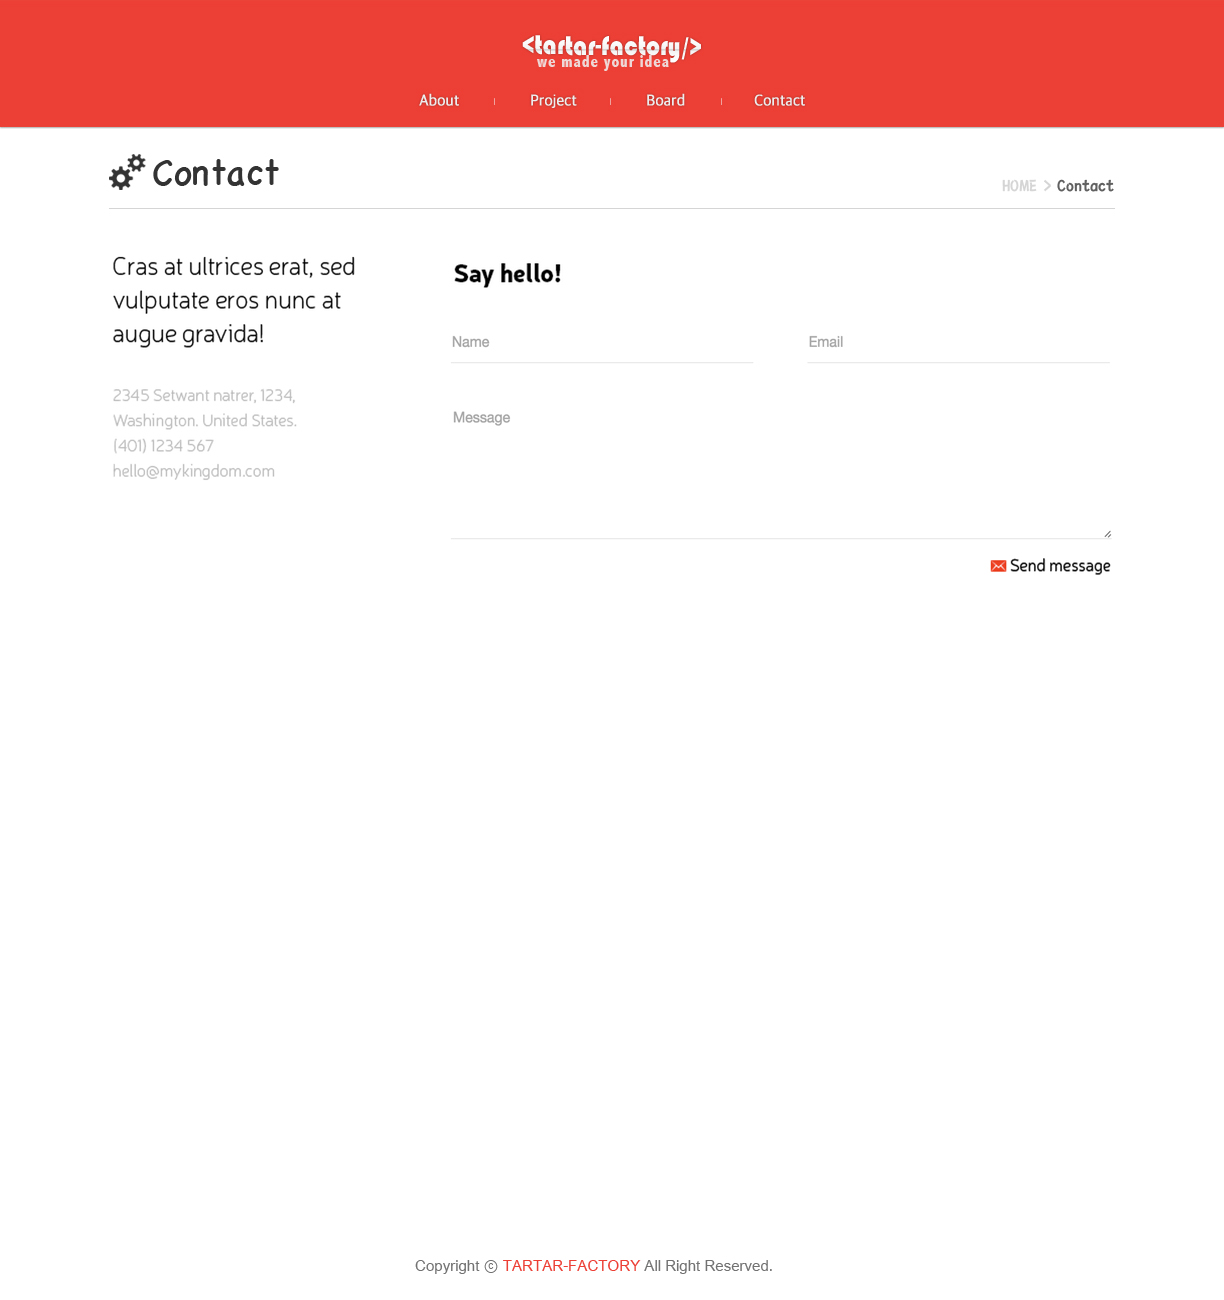 <tartar-factory/>
we made your idea
About Project Board Contact
Contact
HOME > Contact
Cras at ultrices erat, sed
vulputate eros nunc at
augue gravida!
2345 Setwant natrer, 1234,
Washington. United States.
(401) 1234 567
hello@mykingdom.com
Say hello!
Name Email
Message
Send message
Copyright ⓒ TARTAR-FACTORY All Right Reserved.